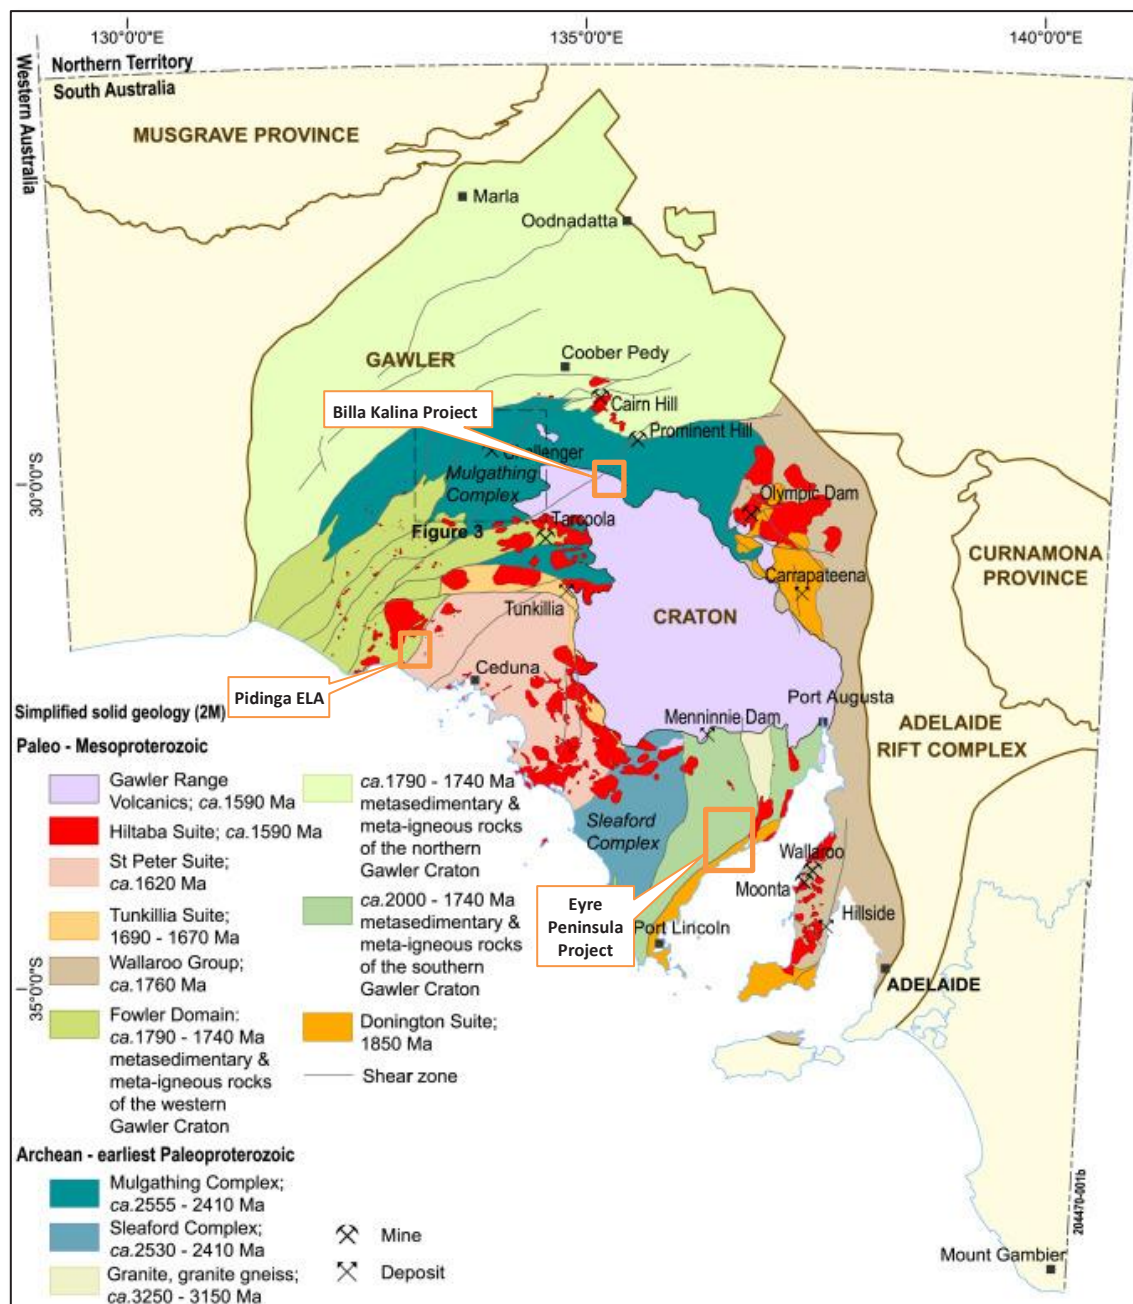 130°0'0"E
135°0'0"E
140°0'0"E
Northern Territory
South Australia
Western Australia
MUSGRAVE PROVINCE
Marla
Oodnadatta
GAWLER
Coober Pedy
Billa Kalina Project
Cairn Hill
Prominent Hill
Challenger
Mulgathing
Complex
30°0'0"S
Olympic Dam
Figure 3
Tarcoola
CURNAMONA
PROVINCE
Carrapateena
Tunkillia
CRATON
Ceduna
Pidinga ELA
Port Augusta
Menninnie Dam
ADELAIDE
RIFT COMPLEX
Sleaford
Complex
Wallaroo
Moonta
Eyre
Peninsula
Project
Port Lincoln
Hillside
ADELAIDE
35°0'0"S
Mount Gambier
204470-001b
Simplified solid geology (2M)
Paleo - Mesoproterozoic
Gawler Range
Volcanics; ca.1590 Ma
Hiltaba Suite; ca.1590 Ma
St Peter Suite;
ca.1620 Ma
Tunkillia Suite;
1690 - 1670 Ma
Wallaroo Group;
ca.1760 Ma
Fowler Domain:
ca.1790 - 1740 Ma
metasedimentary &
meta-igneous rocks
of the western
Gawler Craton
ca.1790 - 1740 Ma
metasedimentary &
meta-igneous rocks
of the northern
Gawler Craton
ca.2000 - 1740 Ma
metasedimentary &
meta-igneous rocks
of the southern
Gawler Craton
Donington Suite;
1850 Ma
Shear zone
Archean - earliest Paleoproterozoic
Mulgathing Complex;
ca.2555 - 2410 Ma
Sleaford Complex;
ca.2530 - 2410 Ma
Granite, granite gneiss;
ca.3250 - 3150 Ma
Mine
Deposit